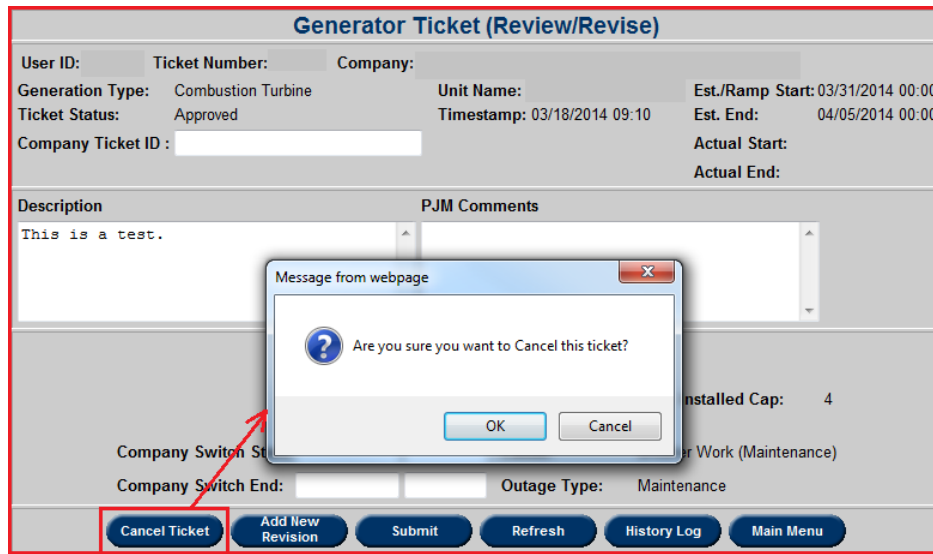 Generator Ticket (Review/Revise)
User ID: Ticket Number: Company:
Generation Type: Combustion Turbine Unit Name: Est./Ramp Start: 03/31/2014 00:00
Ticket Status: Approved Timestamp: 03/18/2014 09:10 Est. End: 04/05/2014 00:00
Company Ticket ID : Actual Start:
Actual End:
Description PJM Comments
This is a test.
Message from webpage
Are you sure you want to Cancel this ticket?
OK Cancel
nstalled Cap: 4
Company Switch St er Work (Maintenance)
Company Switch End: Outage Type: Maintenance
Cancel Ticket Add New Revision Submit Refresh History Log Main Menu